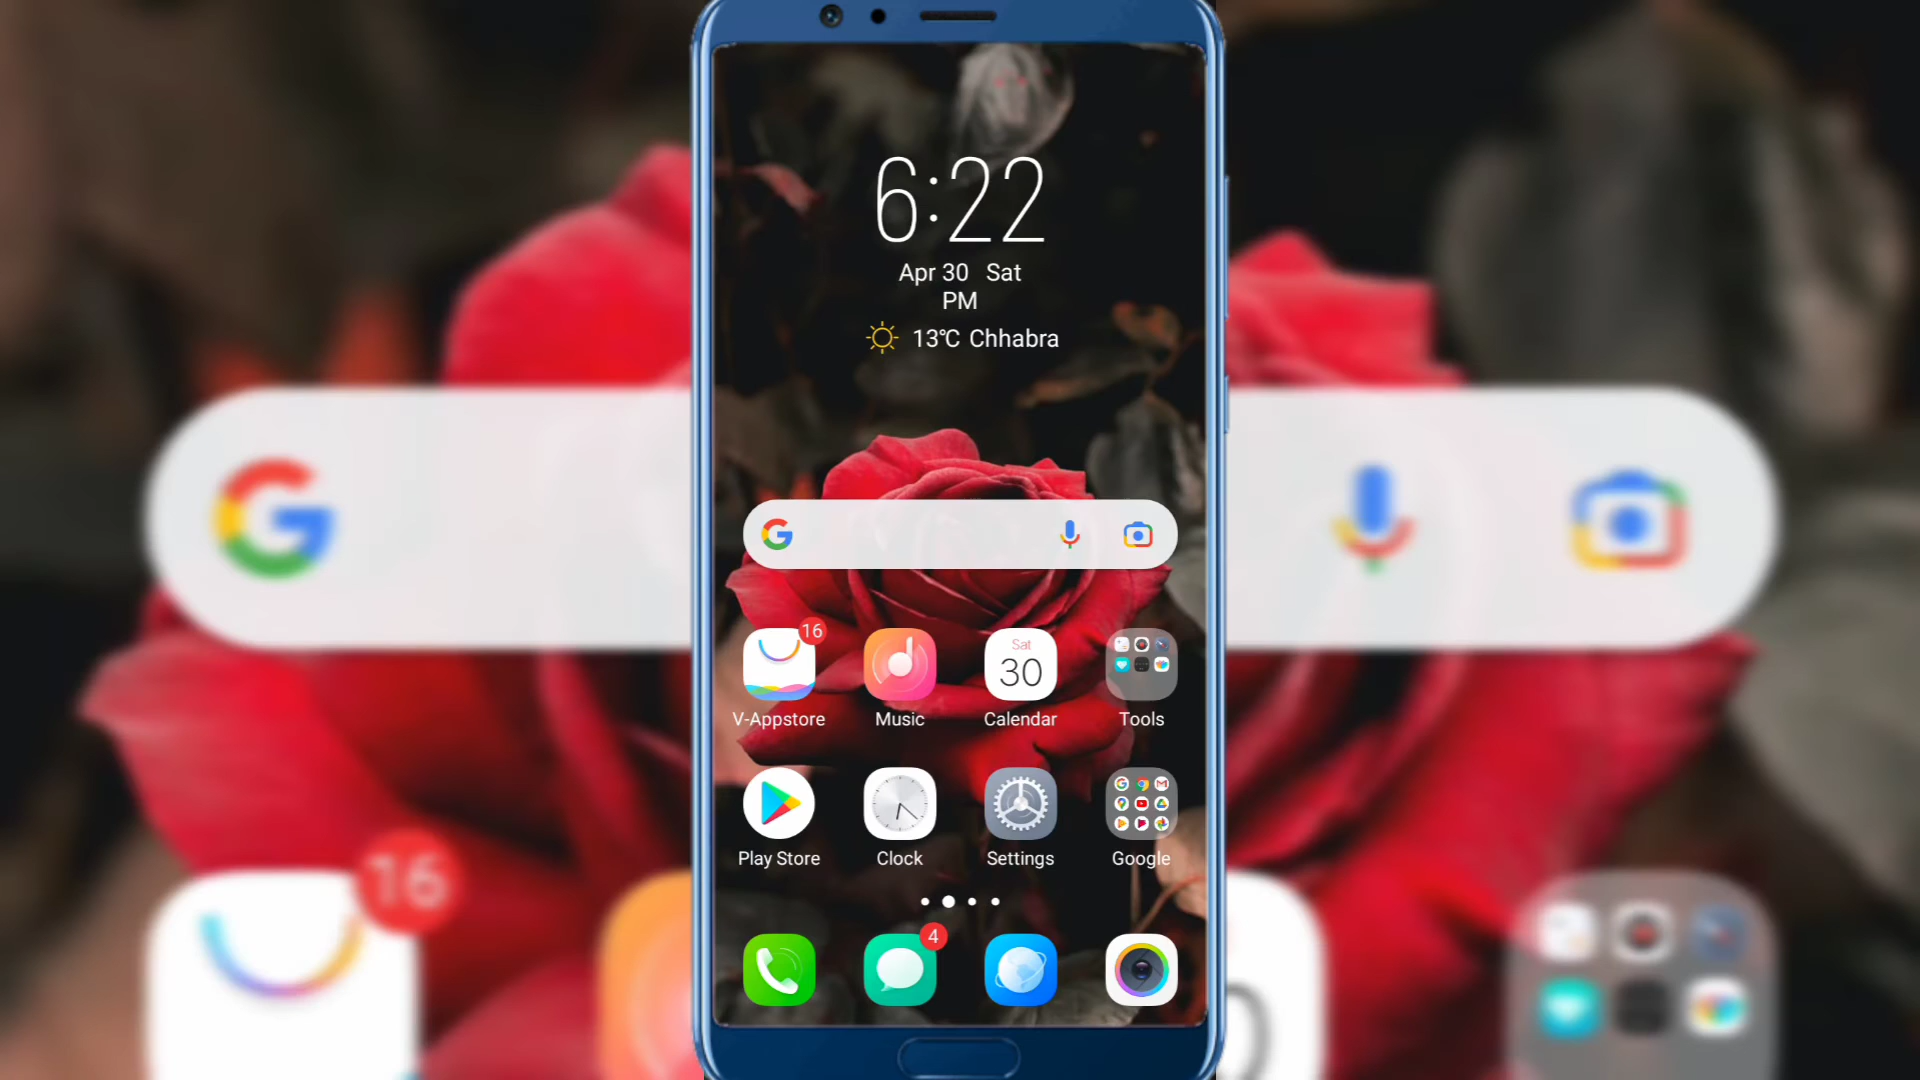 6:22
Apr 30 Sat
PM
13℃ Chhabra
16
Sat
30
V-Appstore Music Calendar Tools
Play Store Clock Settings Google
4
16